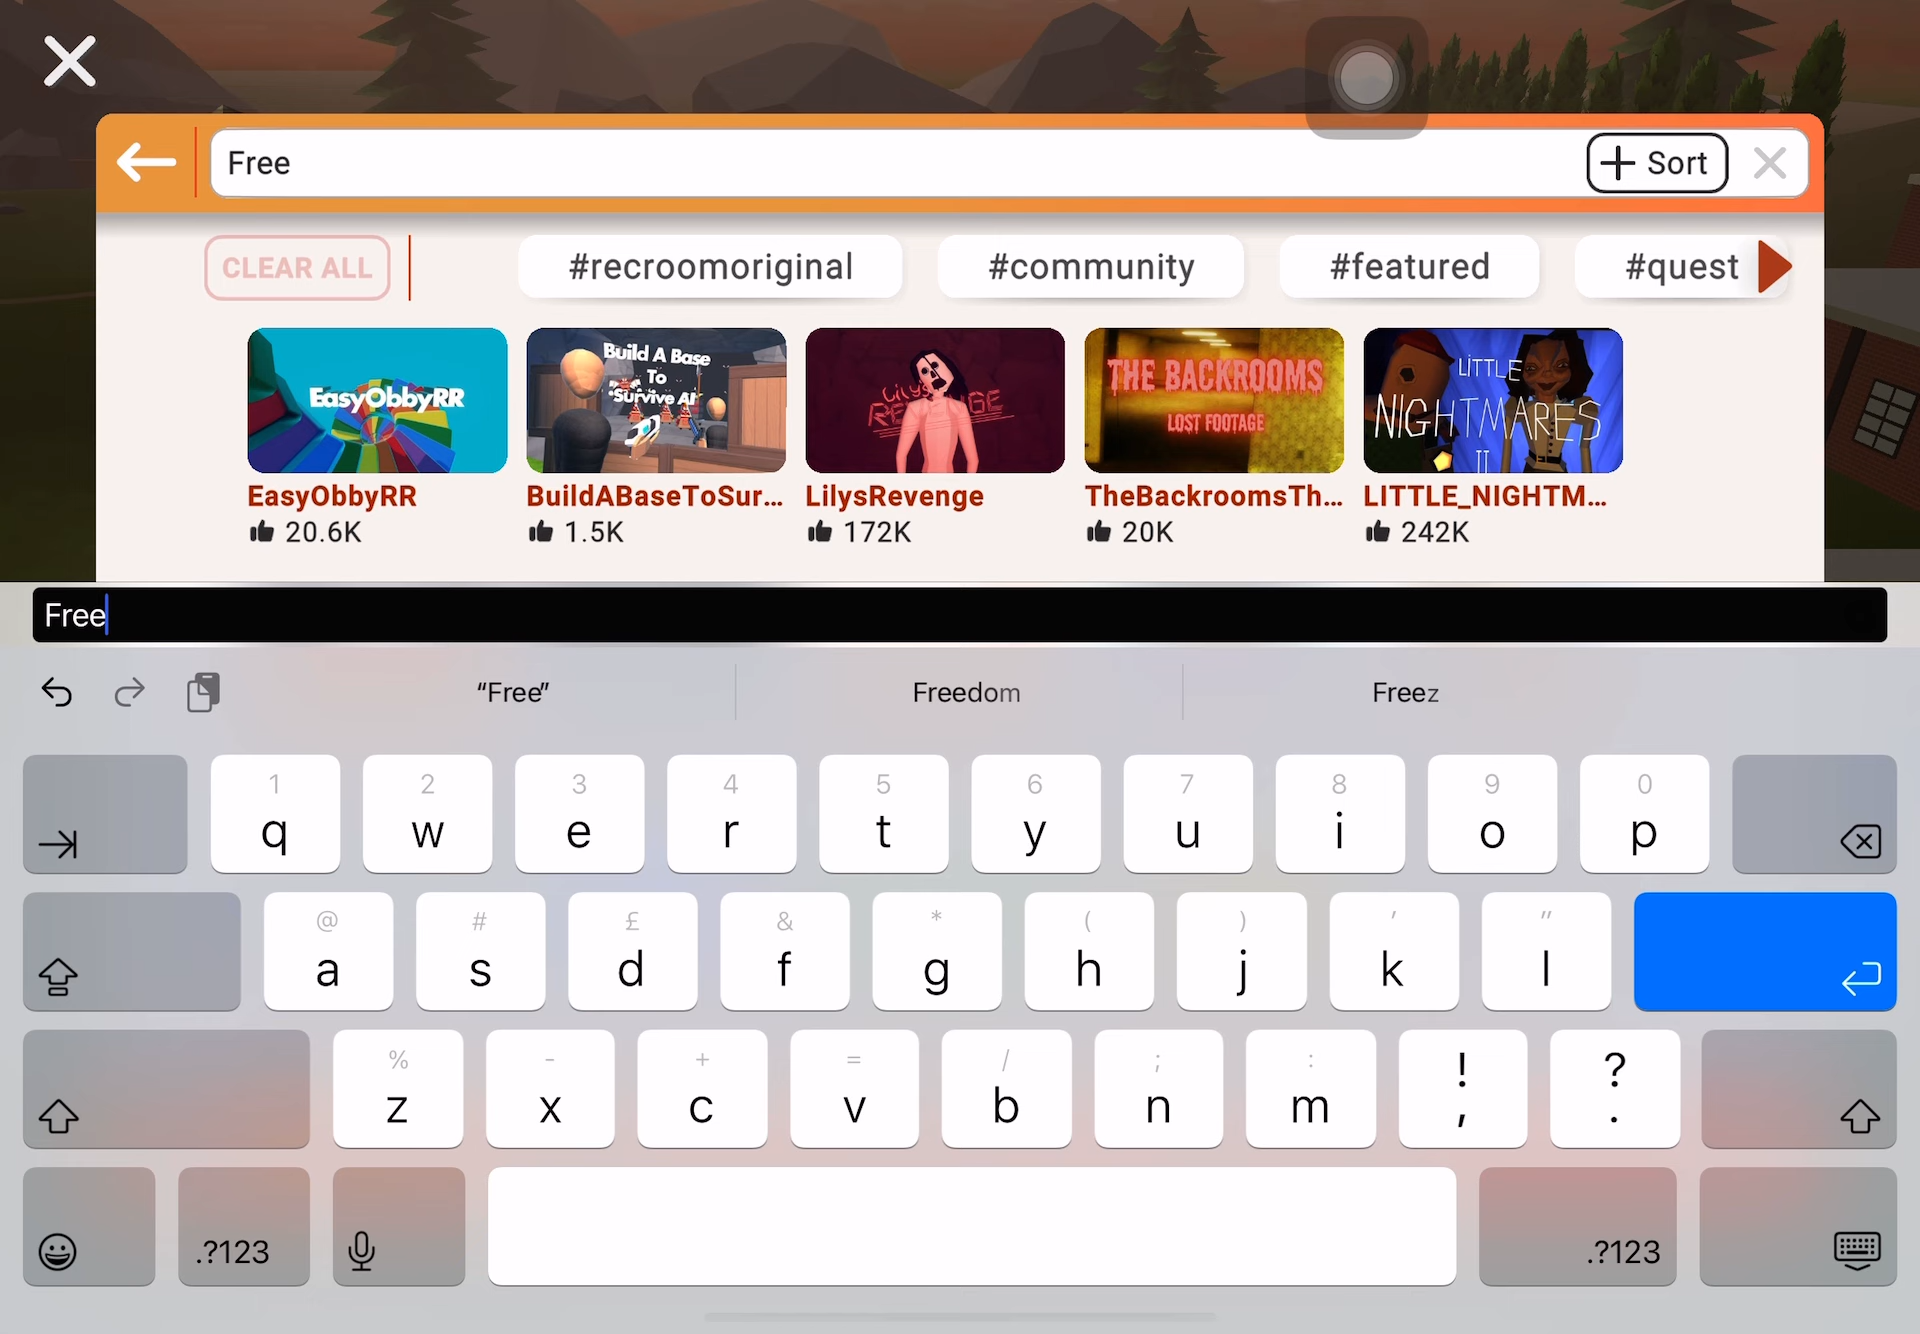 Free
Sort
CLEAR ALL
#recroomoriginal
#community
#featured
#quest
EasyObbyRR
Build A Base
To
Survive AI
Lilys
REVENGE
THE BACKROOMS
LOST FOOTAGE
LiTTLE
NIGHTMARES
II
EasyObbyRR
BuildABaseToSur...
LilysRevenge
TheBackroomsTh...
LITTLE_NIGHTM...
20.6K
1.5K
172K
20K
242K
Free
“Free”
Freedom
Freez
1 2 3 4 5 6 7 8 9 0
q w e r t y u i o p
@ # £ & * ( ) ' "
a s d f g h j k l
% - + = / ; : ! ?
z x c v b n m , .
.?123
.?123